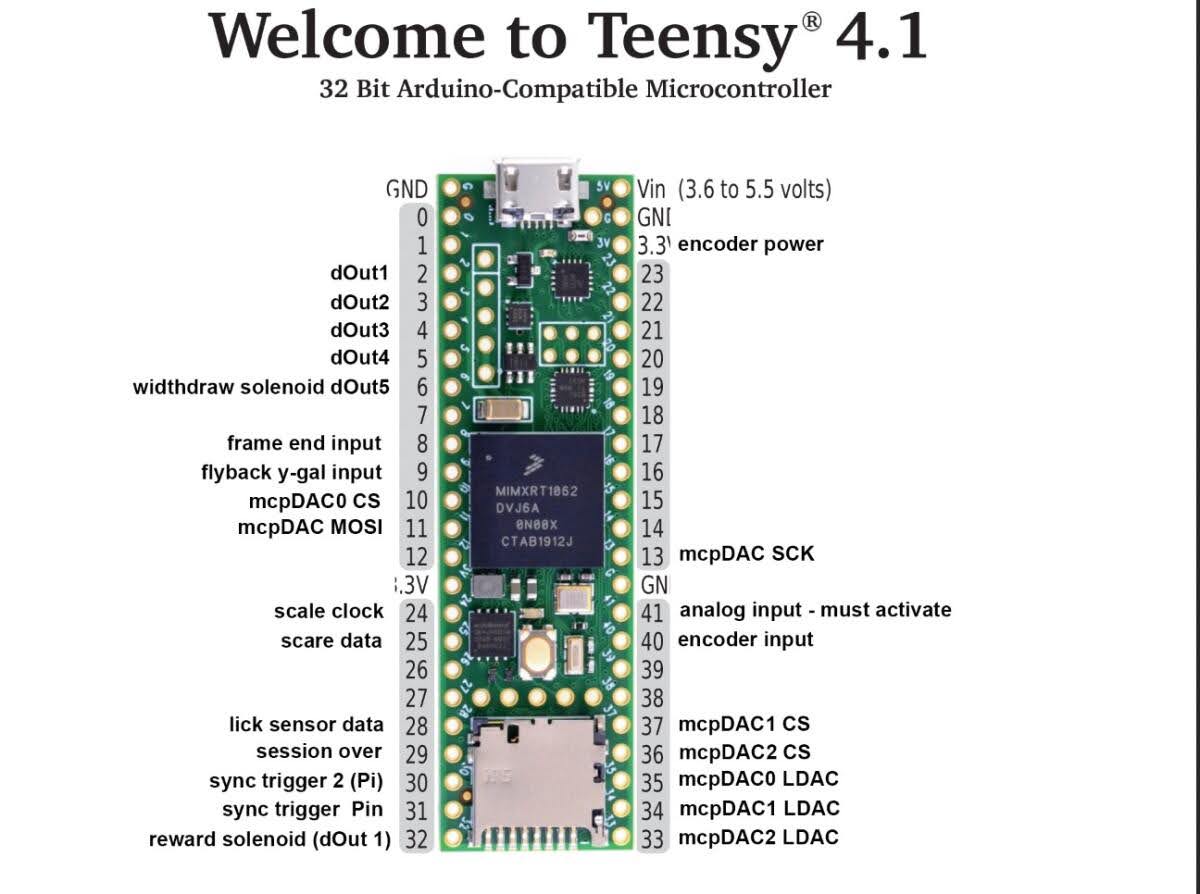 Welcome to Teensy® 4.1
32 Bit Arduino-Compatible Microcontroller
GND
0
1
dOut1 2
dOut2 3
dOut3 4
dOut4 5
widthdraw solenoid dOut5 6
7
frame end input 8
flyback y-gal input 9
mcpDAC0 CS 10
mcpDAC MOSI 11
12
3.3V
scale clock 24
scare data 25
26
27
lick sensor data 28
session over 29
sync trigger 2 (Pi) 30
sync trigger Pin 31
reward solenoid (dOut 1) 32
MIMXRT1062
DVJ6A
0N00X
CTAB1912J
Vin (3.6 to 5.5 volts)
GND
3.3V encoder power
23
22
21
20
19
18
17
16
15
14
13 mcpDAC SCK
GN
41 analog input - must activate
40 encoder input
39
38
37 mcpDAC1 CS
36 mcpDAC2 CS
35 mcpDAC0 LDAC
34 mcpDAC1 LDAC
33 mcpDAC2 LDAC